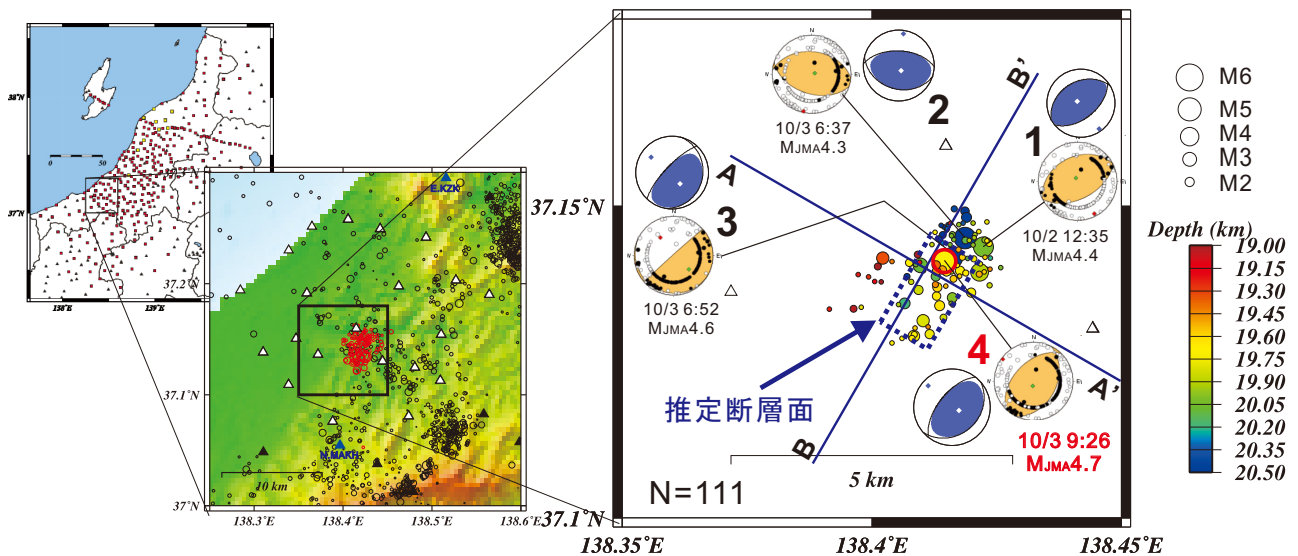 38˚N
37˚N
0 50
138˚E 139˚E
E.KZK
N.MAKH
10 km
37.2˚N
37.1˚N
37˚N
138.3˚E 138.4˚E 138.5˚E 138.6˚E
37.15˚N
37.1˚N
138.35˚E 138.4˚E 138.45˚E
10/3 6:37
MJMA4.3
2
B'
1
10/2 12:35
MJMA4.4
A
3
10/3 6:52
MJMA4.6
4
A'
10/3 9:26
MJMA4.7
推定断層面
B
5 km
N=111
M6
M5
M4
M3
M2
Depth (km)
19.00
19.15
19.30
19.45
19.60
19.75
19.90
20.05
20.20
20.35
20.50